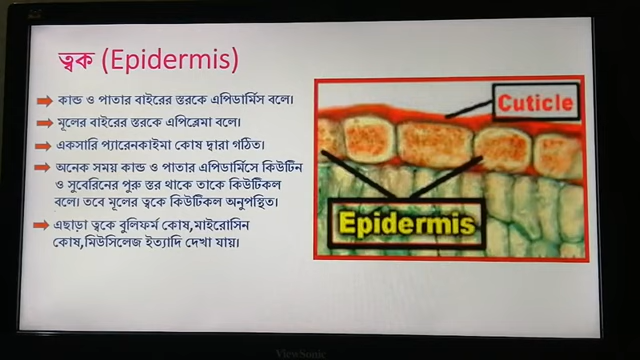 ত্বক (Epidermis)
কান্ড ও পাতার বাইরের স্তরকে এপিডার্মিস বলে।
মূলের বাইরের স্তরকে এপিব্লেমা বলে।
একসারি প্যারেনকাইমা কোষ দ্বারা গঠিত।
অনেক সময় কান্ড ও পাতার এপিডার্মিসে কিউটিন
ও সুবেরিনের পুরু স্তর থাকে তাকে কিউটিকল
বলে। তবে মূলের ত্বকে কিউটিকল অনুপস্থিত।
এছাড়া ত্বকে বুলিফর্ম কোষ,মাইরোসিন
কোষ,মিউসিলেজ ইত্যাদি দেখা যায়।
Cuticle
Epidermis
ViewSonic